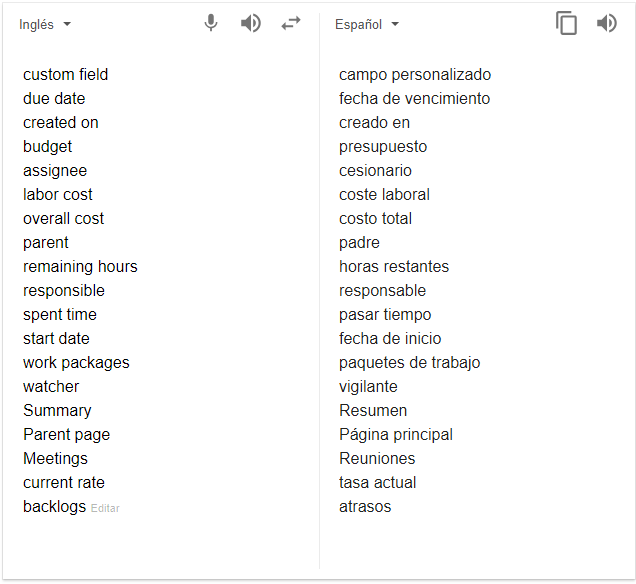 Inglés
Español
custom field
due date
created on
budget
assignee
labor cost
overall cost
parent
remaining hours
responsible
spent time
start date
work packages
watcher
Summary
Parent page
Meetings
current rate
backlogs Editar
campo personalizado
fecha de vencimiento
creado en
presupuesto
cesionario
coste laboral
costo total
padre
horas restantes
responsable
pasar tiempo
fecha de inicio
paquetes de trabajo
vigilante
Resumen
Página principal
Reuniones
tasa actual
atrasos